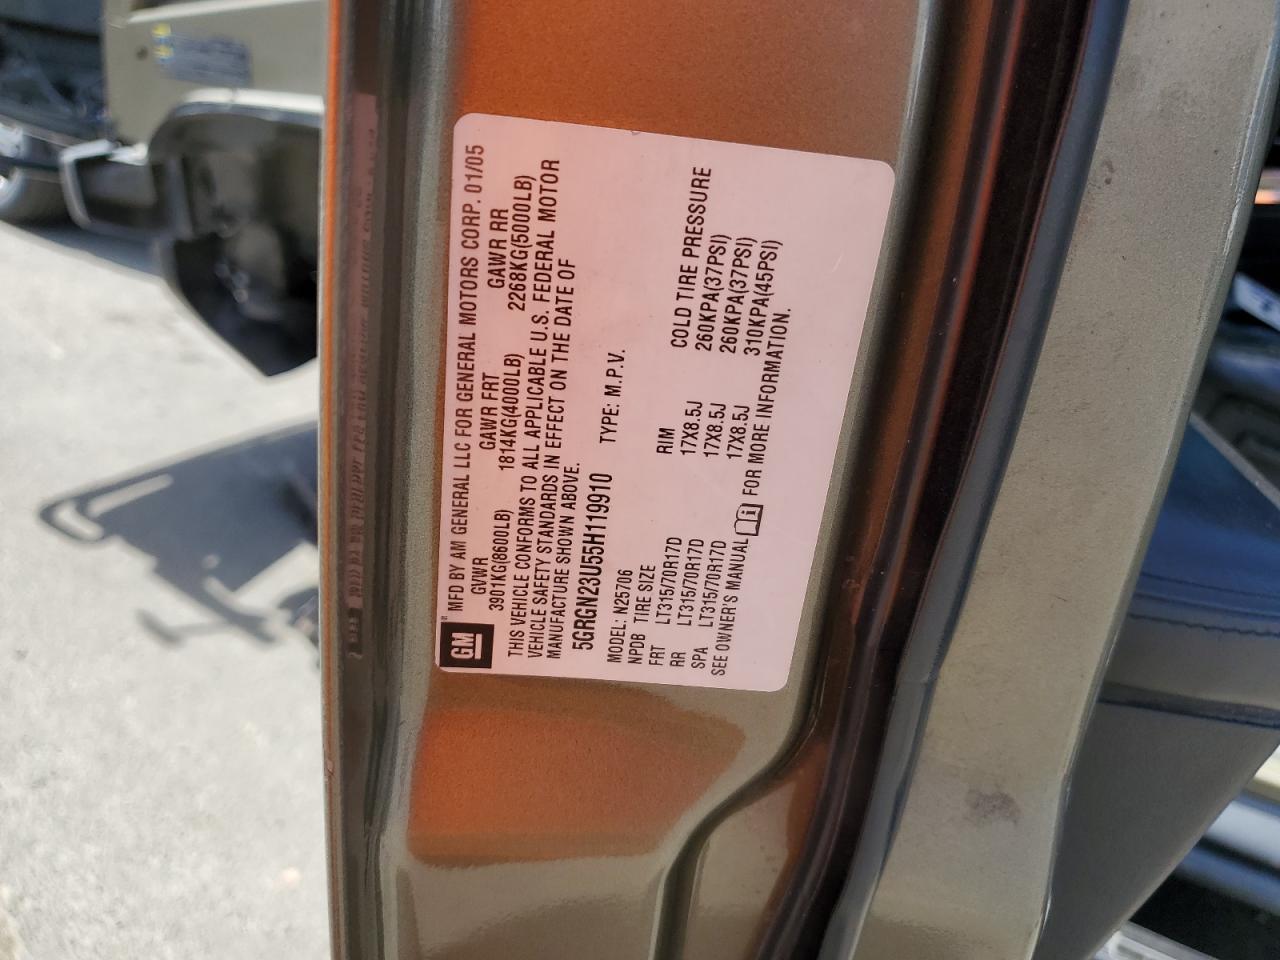 GM
MFD BY AM GENERAL LLC FOR GENERAL MOTORS CORP. 01/05
GVWR GAWR FRT GAWR RR
3901KG(8600LB) 1814KG(4000LB) 2268KG(5000LB)
THIS VEHICLE CONFORMS TO ALL APPLICABLE U.S. FEDERAL MOTOR
VEHICLE SAFETY STANDARDS IN EFFECT ON THE DATE OF
MANUFACTURE SHOWN ABOVE.
5GRGN23U55H119910 TYPE: M.P.V.
MODEL: N25706
NPDB TIRE SIZE RIM COLD TIRE PRESSURE
FRT LT315/70R17D 17X8.5J 260KPA(37PSI)
RR LT315/70R17D 17X8.5J 260KPA(37PSI)
SPA LT315/70R17D 17X8.5J 310KPA(45PSI)
SEE OWNER'S MANUAL FOR MORE INFORMATION.